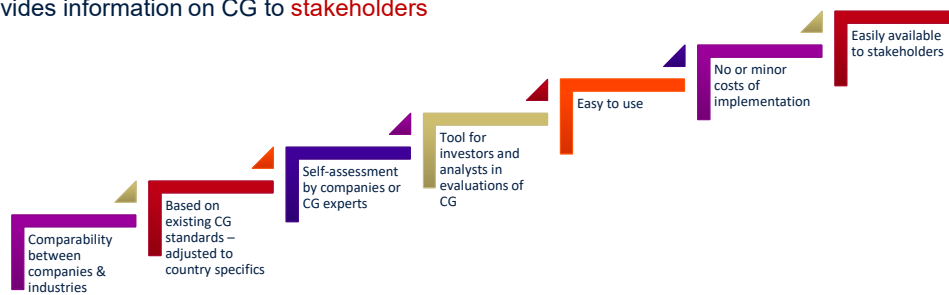 vides information on CG to stakeholders
Easily available
to stakeholders
No or minor
costs of
implementation
Easy to use
Tool for
investors and
analysts in
evaluations of
CG
Self-assessment
by companies or
CG experts
Based on
existing CG
standards –
adjusted to
country specifics
Comparability
between
companies &
industries